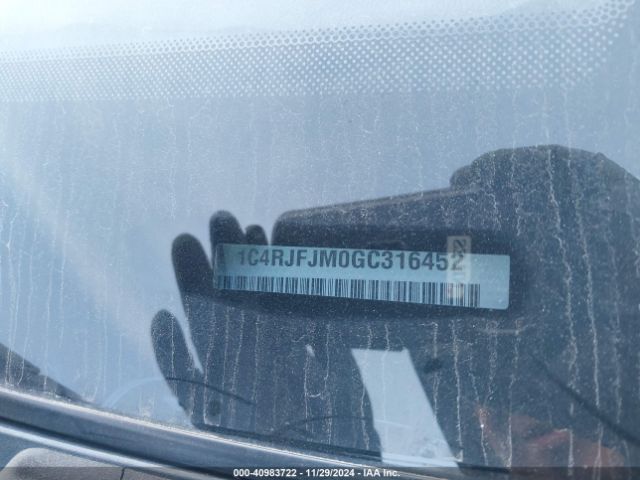 1C4RJFJM0GC316452
000-40983722 - 11/29/2024 - IAA Inc.